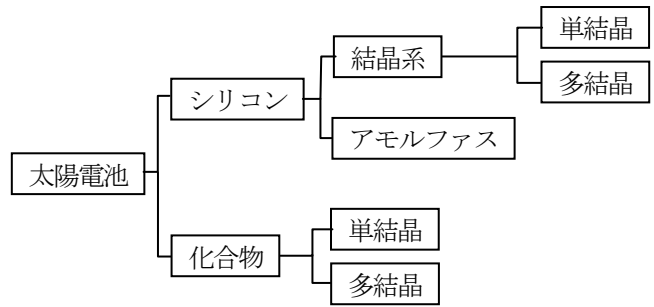 太陽電池
シリコン
結晶系
単結晶
多結晶
アモルファス
化合物
単結晶
多結晶